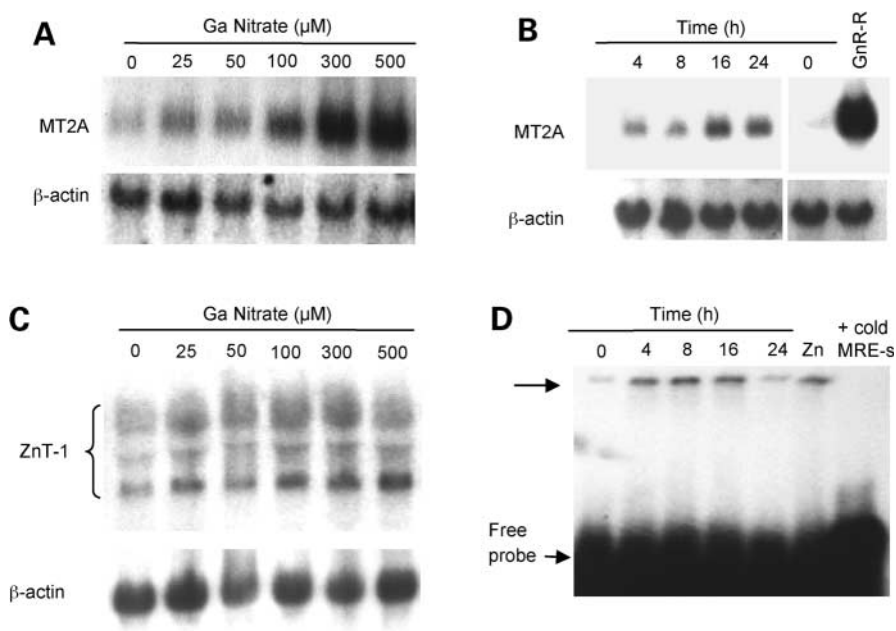 A
Ga Nitrate (µM)
0 25 50 100 300 500
MT2A
β-actin
B
Time (h)
4 8 16 24 0 GnR-R
MT2A
β-actin
C
Ga Nitrate (µM)
0 25 50 100 300 500
ZnT-1
β-actin
D
Time (h)
+ cold
0 4 8 16 24 Zn MRE-s
Free
probe